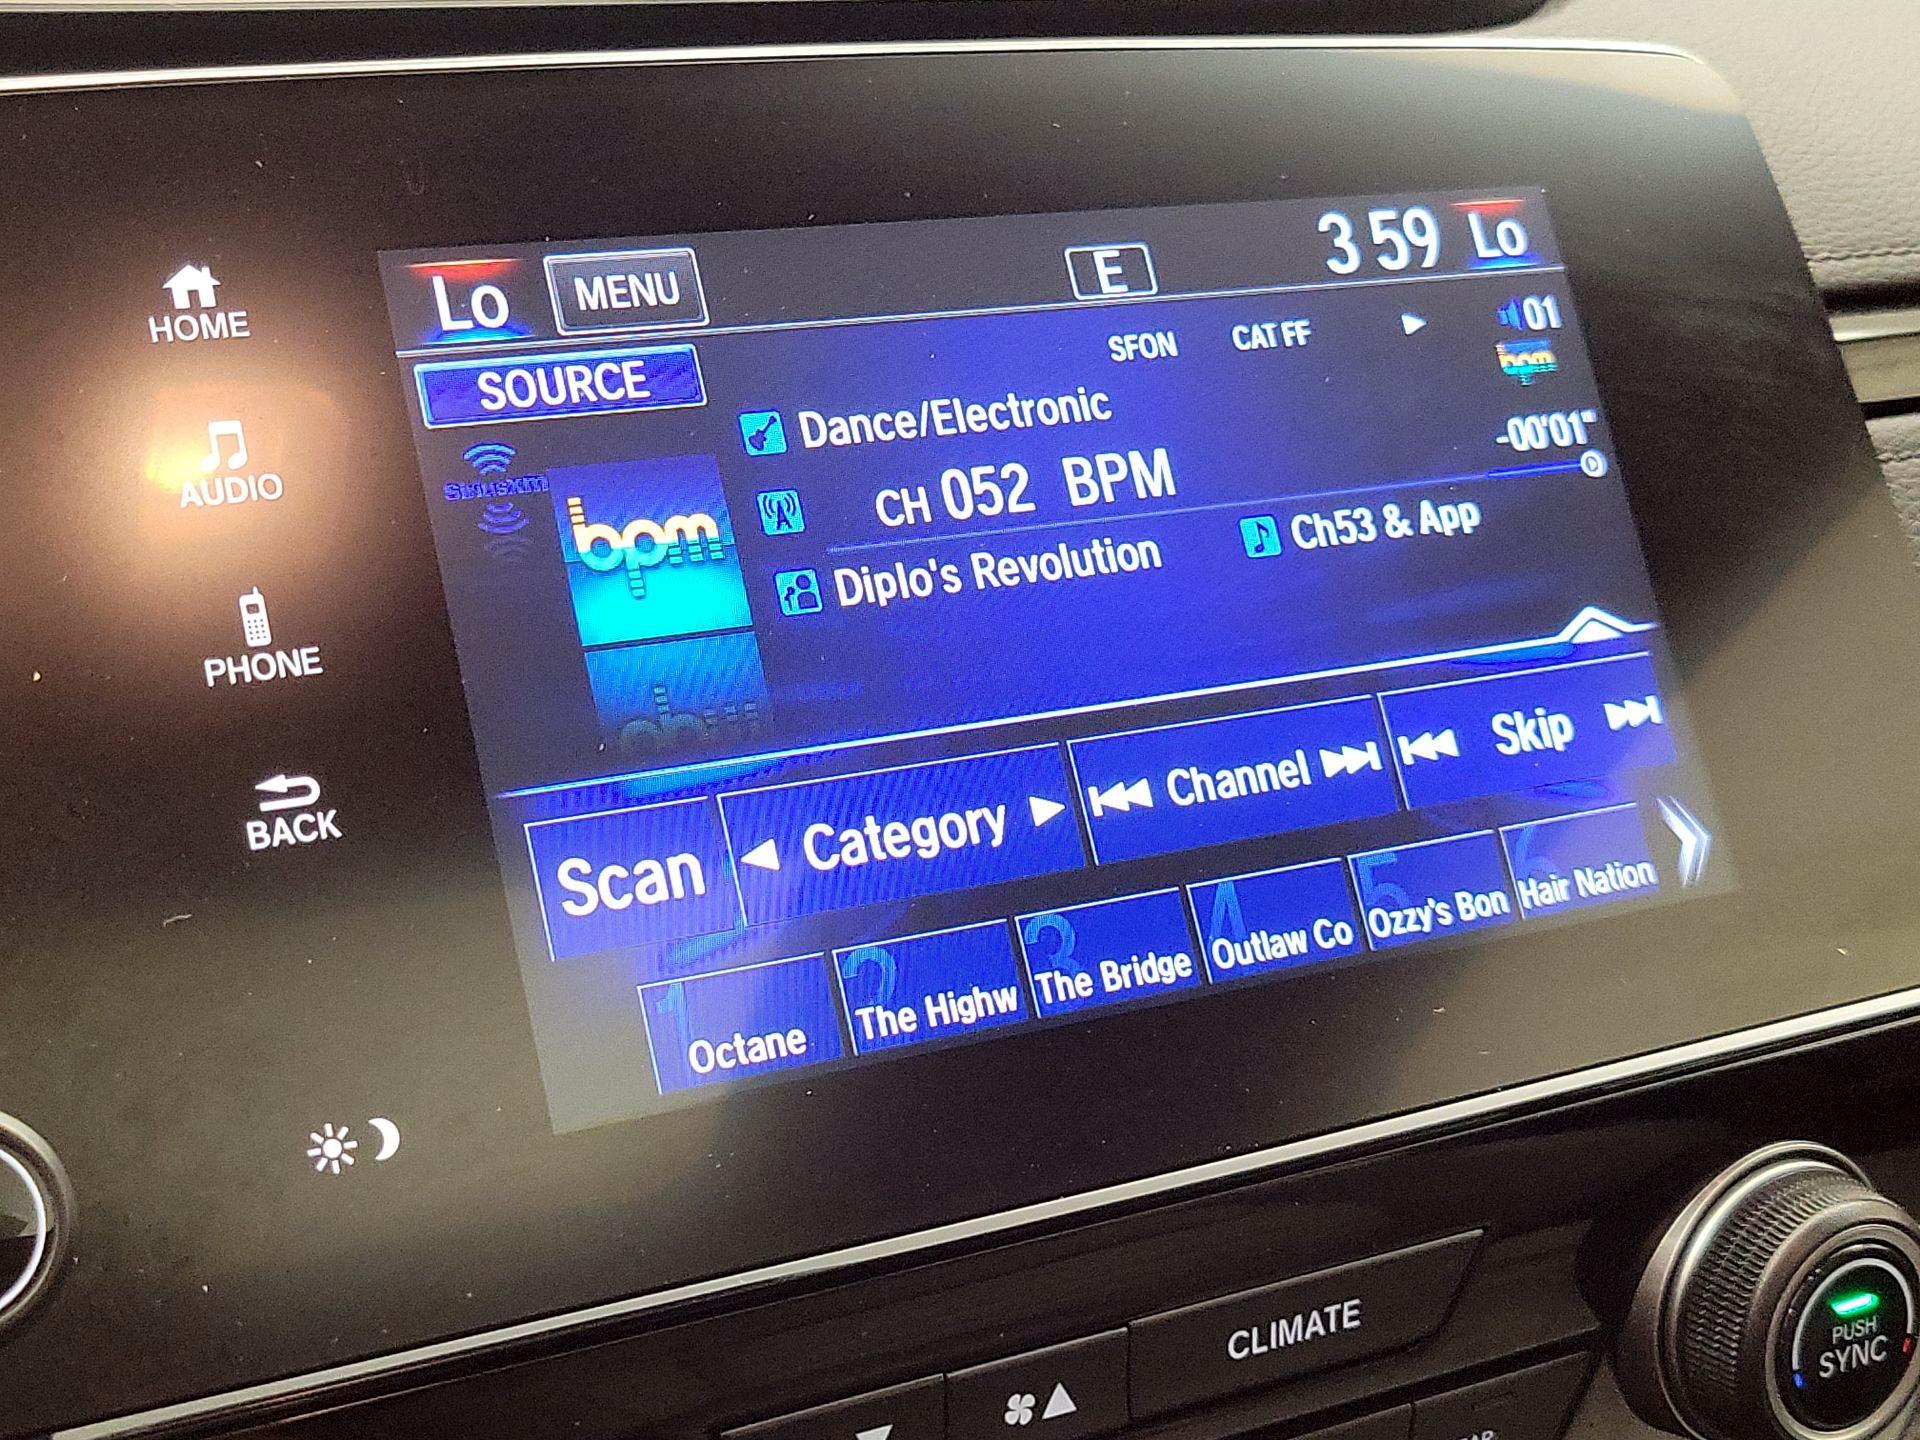 Lo MENU E 3 59 Lo
HOME
SOURCE SFON CAT FF 01
bpm
AUDIO
SIRIUSXM
Dance/Electronic -00'01"
bpm
CH 052 BPM
Diplo's Revolution Ch53 & App
PHONE
BACK
Scan Category Channel Skip
1 Octane
2 The Highw
3 The Bridge
4 Outlaw Co
5 Ozzy's Bon
6 Hair Nation
CLIMATE
PUSH
SYNC